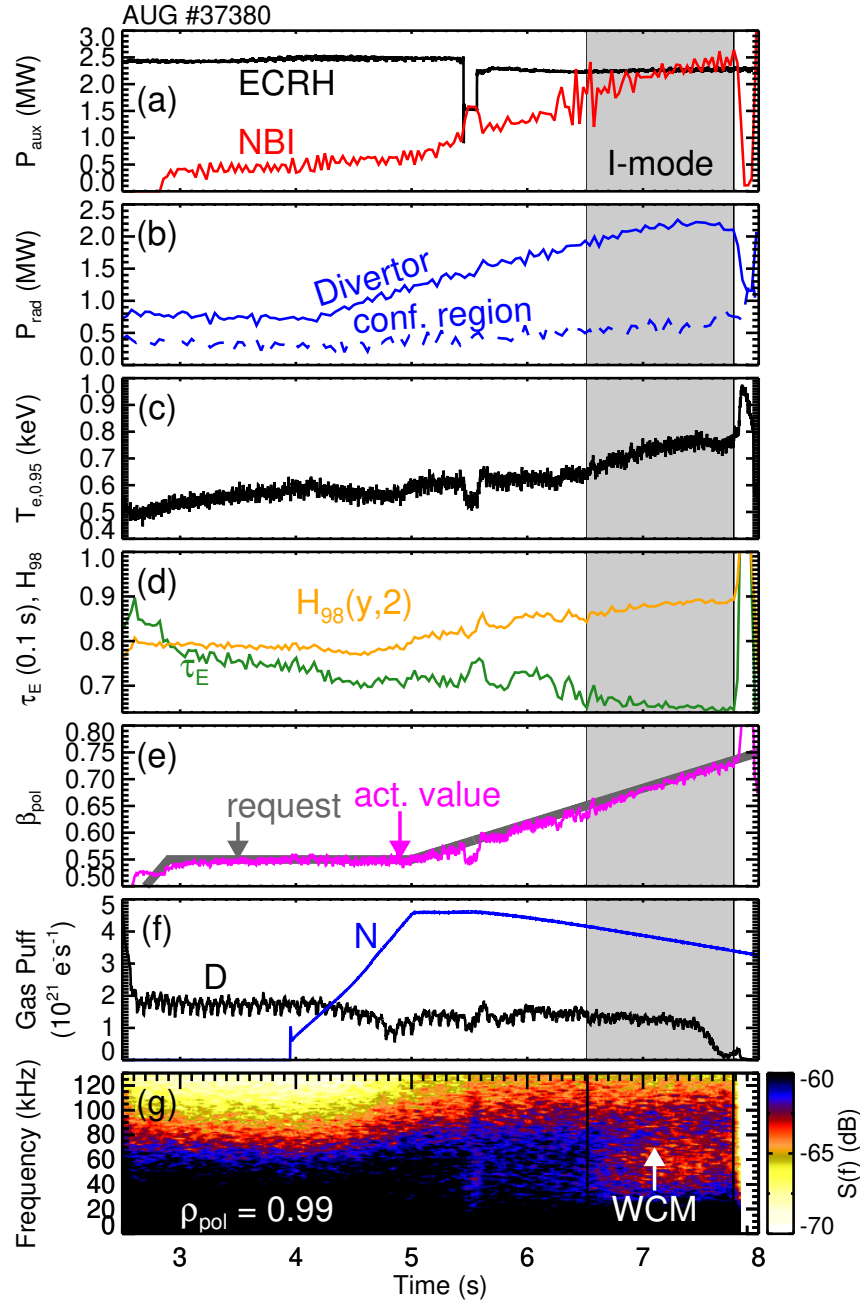 AUG #37380
P_aux (MW)
2.5
2.0
1.5
1.0
0.5
0.0
(a)
ECRH
NBI
I-mode
P_rad (MW)
2.5
2.0
1.5
1.0
0.5
0.0
(b)
Divertor
conf. region
T_e,0.95 (keV)
1.0
0.9
0.8
0.7
0.6
0.5
0.4
(c)
τ_E (0.1 s), H_98
1.0
0.9
0.8
0.7
(d)
H_98(y,2)
τ_E
β_pol
0.80
0.75
0.70
0.65
0.60
0.55
0.50
(e)
request
act. value
Gas Puff
(10^21 e^-s^-1)
5
4
3
2
1
0
(f)
D
N
Frequency (kHz)
120
100
80
60
40
20
0
(g)
ρ_pol = 0.99
WCM
-60
-65
-70
S(f) (dB)
3 4 5 6 7 8
Time (s)